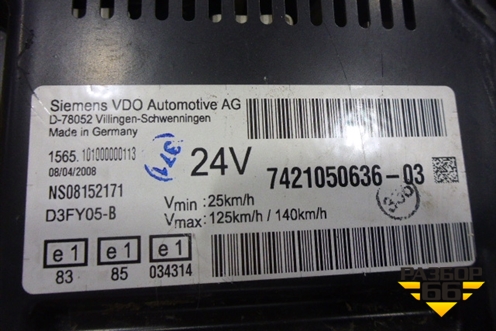 Siemens VDO Automotive AG
D-78052 Villingen-Schwenningen
Made in Germany
1565.101000000113
08/04/2008
(371)
24V
7421050636-03
NS08152171
D3FY05-B
Vmin : 25km/h
Vmax : 125km/h / 140km/h
e1 e1 e1
83 85 034314
РАЗБОР
66